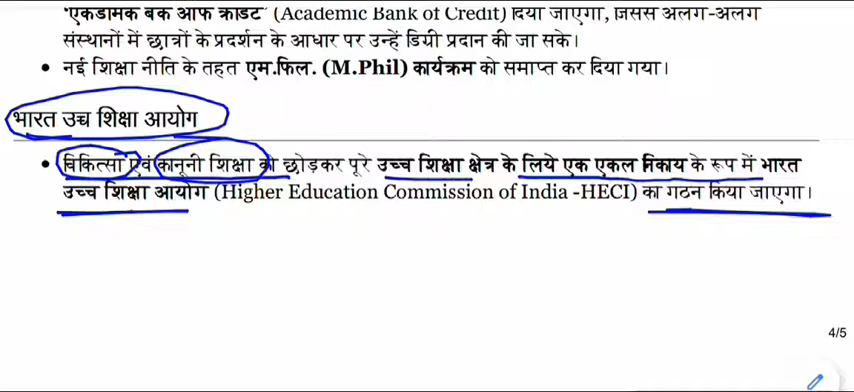 'एकेडमिक बैंक ऑफ क्रेडिट' (Academic Bank of Credit) दिया जाएगा, जिससे अलग-अलग
संस्थानों में छात्रों के प्रदर्शन के आधार पर उन्हें डिग्री प्रदान की जा सके।
• नई शिक्षा नीति के तहत एम.फिल. (M.Phil) कार्यक्रम को समाप्त कर दिया गया।
भारत उच्च शिक्षा आयोग
• चिकित्सा एवं कानूनी शिक्षा को छोड़कर पूरे उच्च शिक्षा क्षेत्र के लिये एक एकल निकाय के रूप में भारत
उच्च शिक्षा आयोग (Higher Education Commission of India -HECI) का गठन किया जाएगा।
4/5